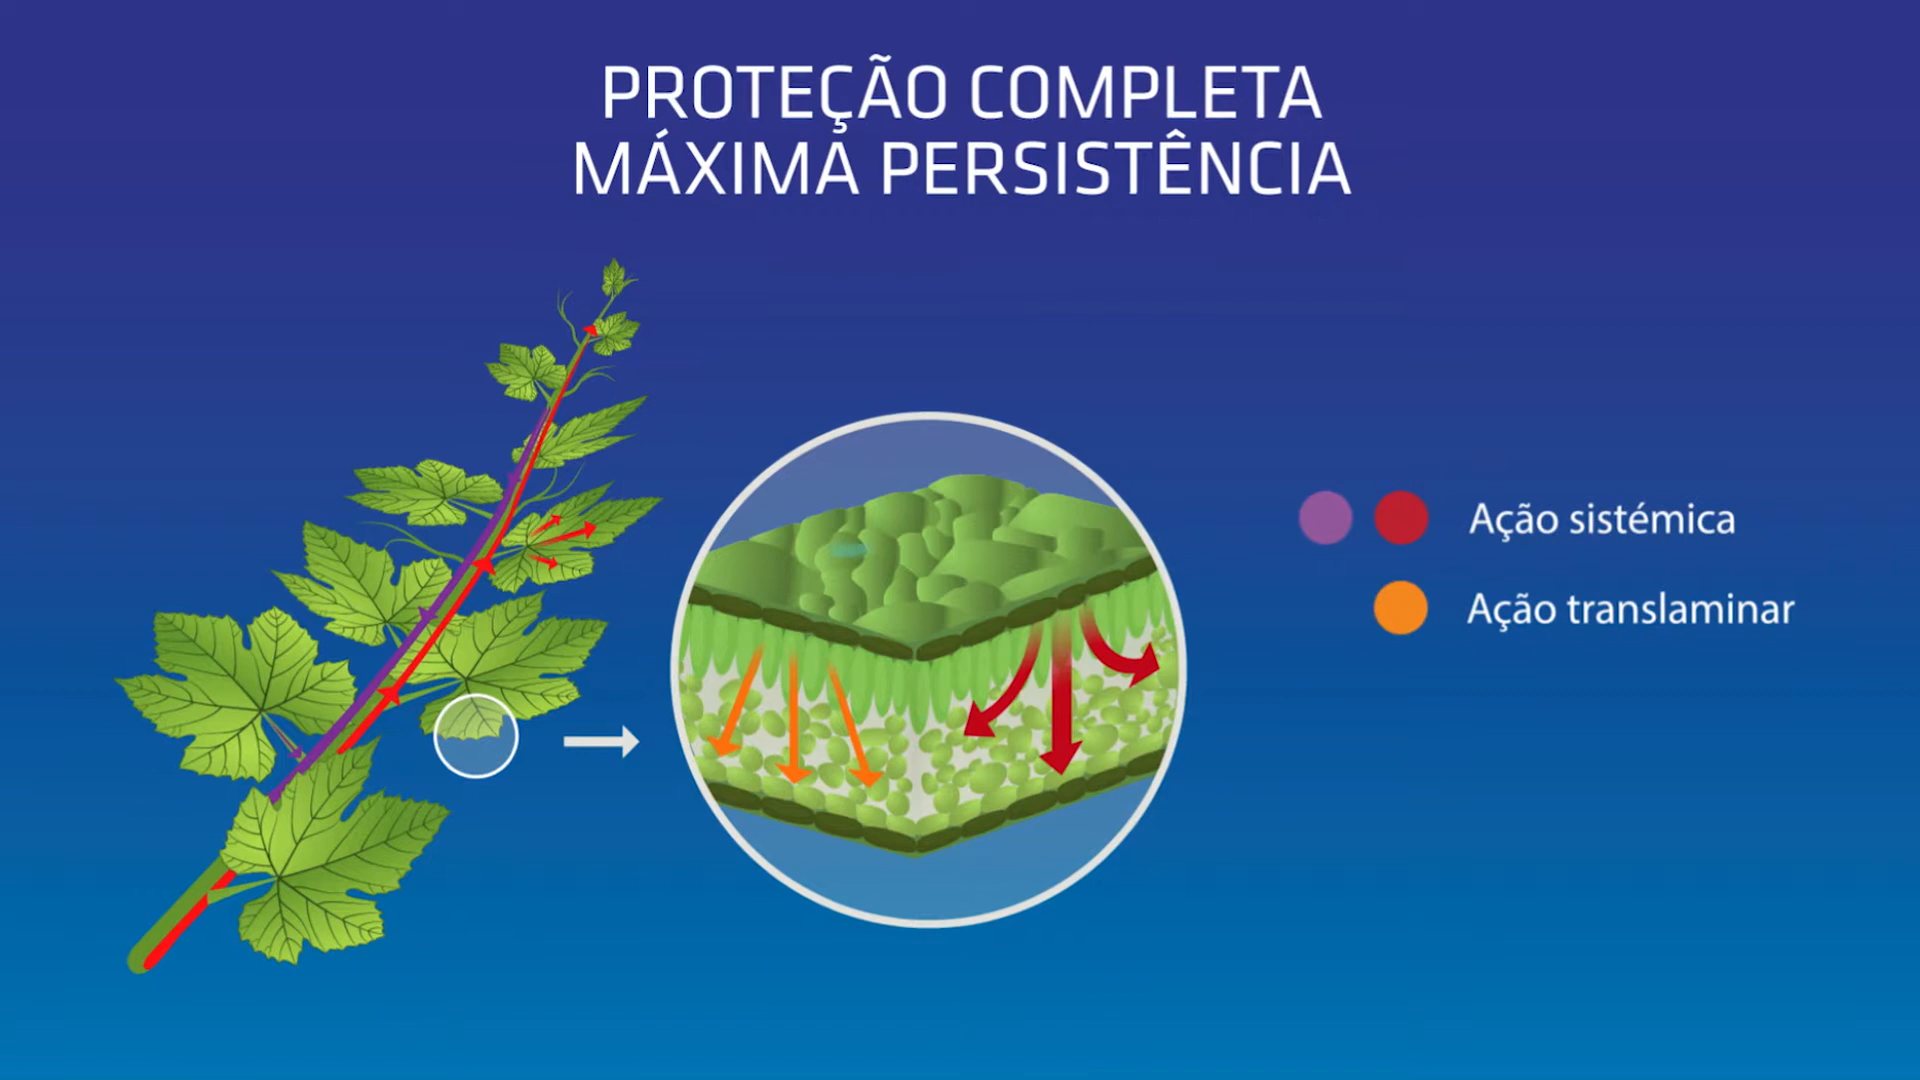 PROTEÇÃO COMPLETA
MÁXIMA PERSISTÊNCIA
Ação sistémica
Ação translaminar